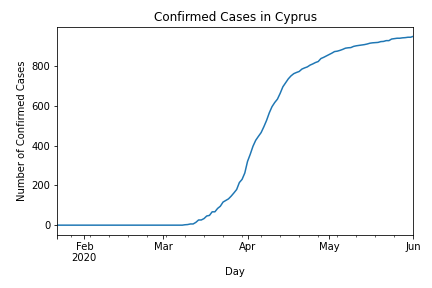 Confirmed Cases in Cyprus
Number of Confirmed Cases
800
600
400
200
0
Feb
2020
Mar
Apr
May
Jun
Day